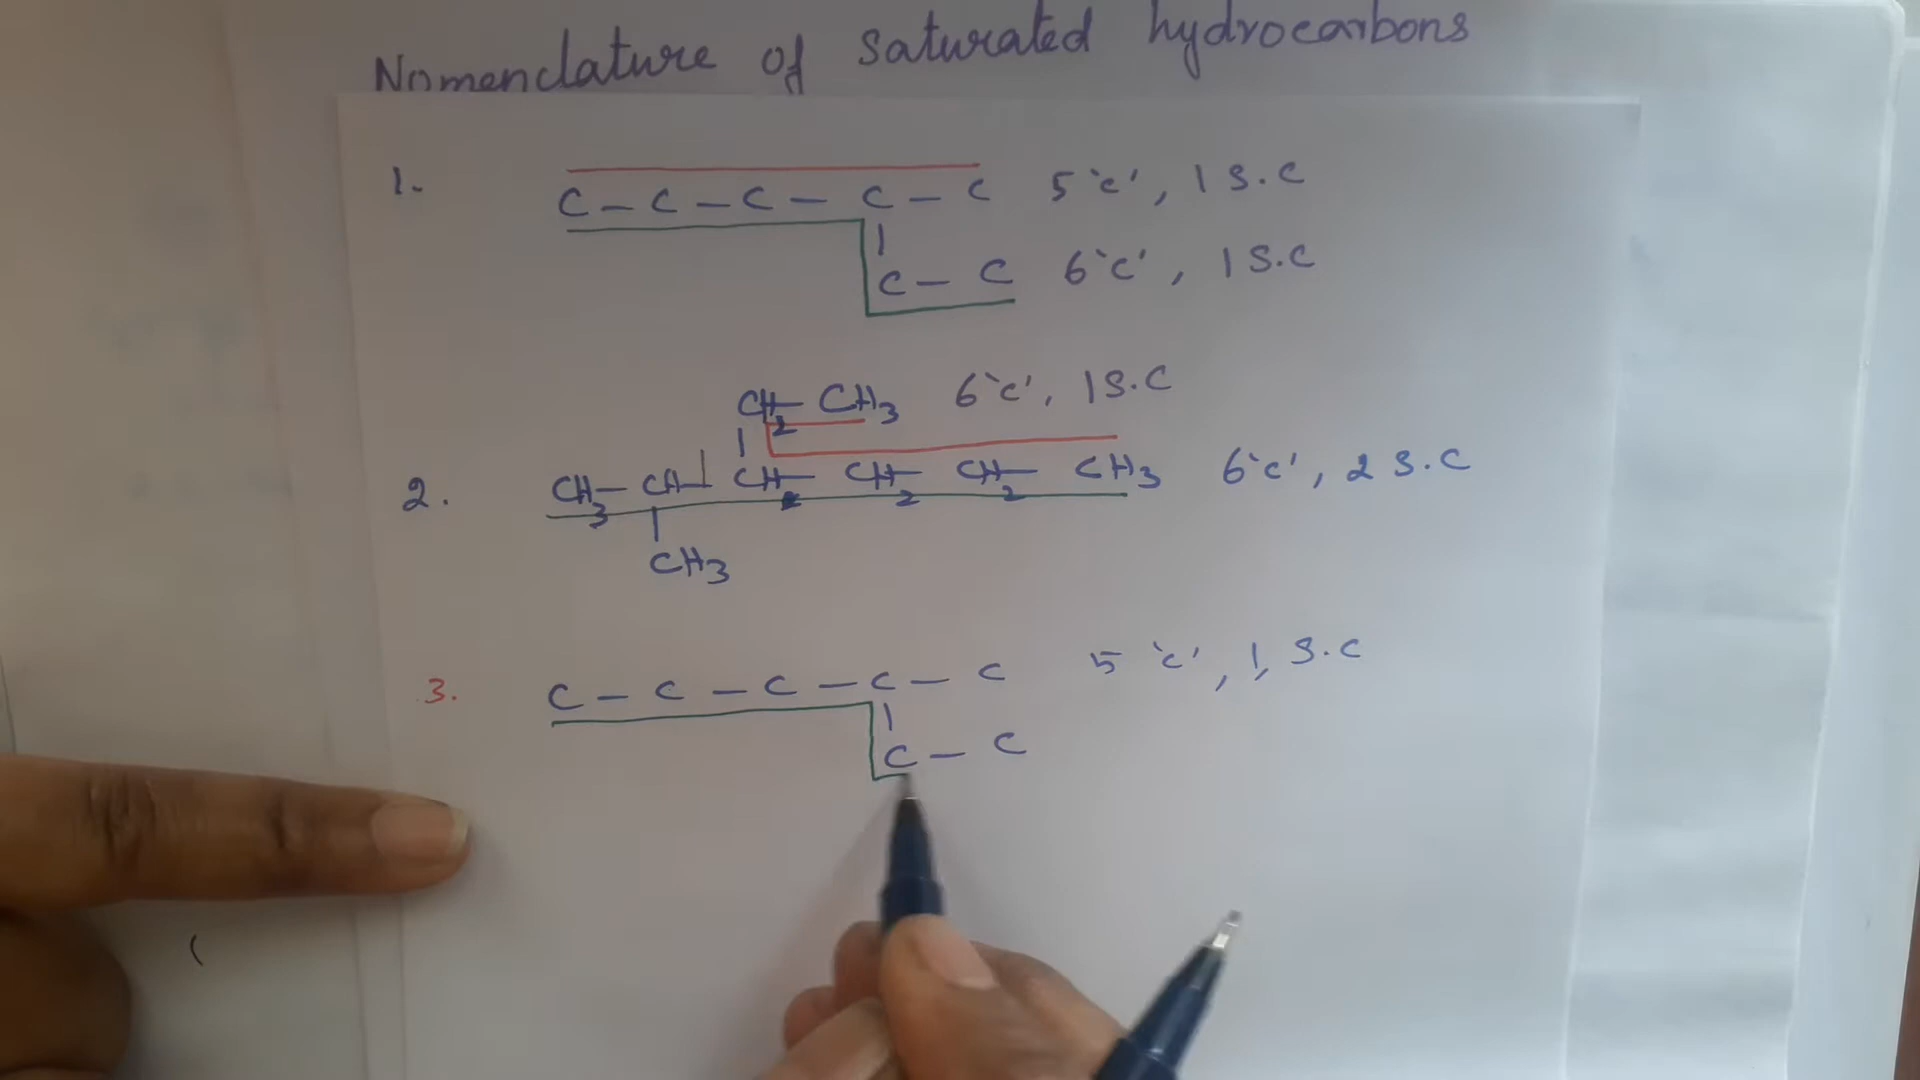 Nomenclature of saturated hydrocarbons
1. C - C - C - C - C 5 'c', 1 S.C
|
C - C 6 'c', 1 S.C
CH2 - CH3 6 'c', 1 S.C
|
2. CH3 - CH - CH - CH2 - CH2 - CH3 6 'c', 2 S.C
|
CH3
3. C - C - C - C - C 5 'c', 1, S.C
|
C - C